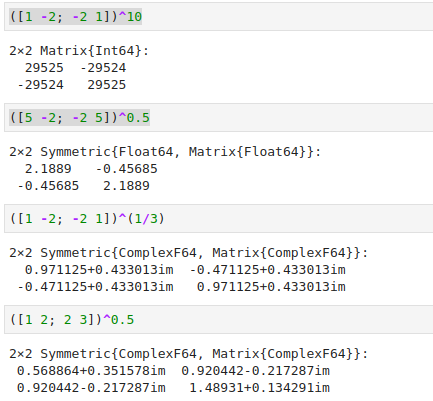 ([1 -2; -2 1])^10
2×2 Matrix{Int64}:
29525 -29524
-29524 29525
([5 -2; -2 5])^0.5
2×2 Symmetric{Float64, Matrix{Float64}}:
2.1889 -0.45685
-0.45685 2.1889
([1 -2; -2 1])^(1/3)
2×2 Symmetric{ComplexF64, Matrix{ComplexF64}}:
0.971125+0.433013im -0.471125+0.433013im
-0.471125+0.433013im 0.971125+0.433013im
([1 2; 2 3])^0.5
2×2 Symmetric{ComplexF64, Matrix{ComplexF64}}:
0.568864+0.351578im 0.920442-0.217287im
0.920442-0.217287im 1.48931+0.134291im